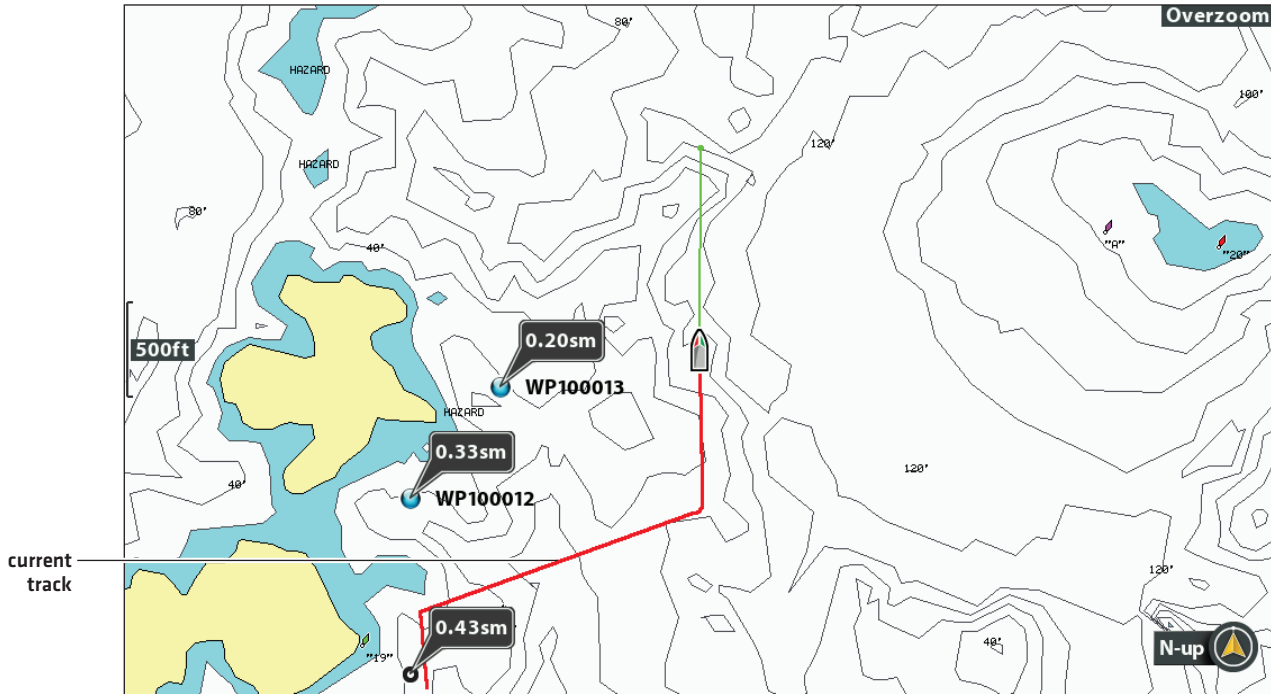 80'
Overzoom
HAZARD
100'
120'
HAZARD
80'
40'
"A"
"20"
500ft
0.20sm
WP100013
HAZARD
0.33sm
40'
WP100012
120'
current
track
120'
0.43sm
40'
N-up
"19"